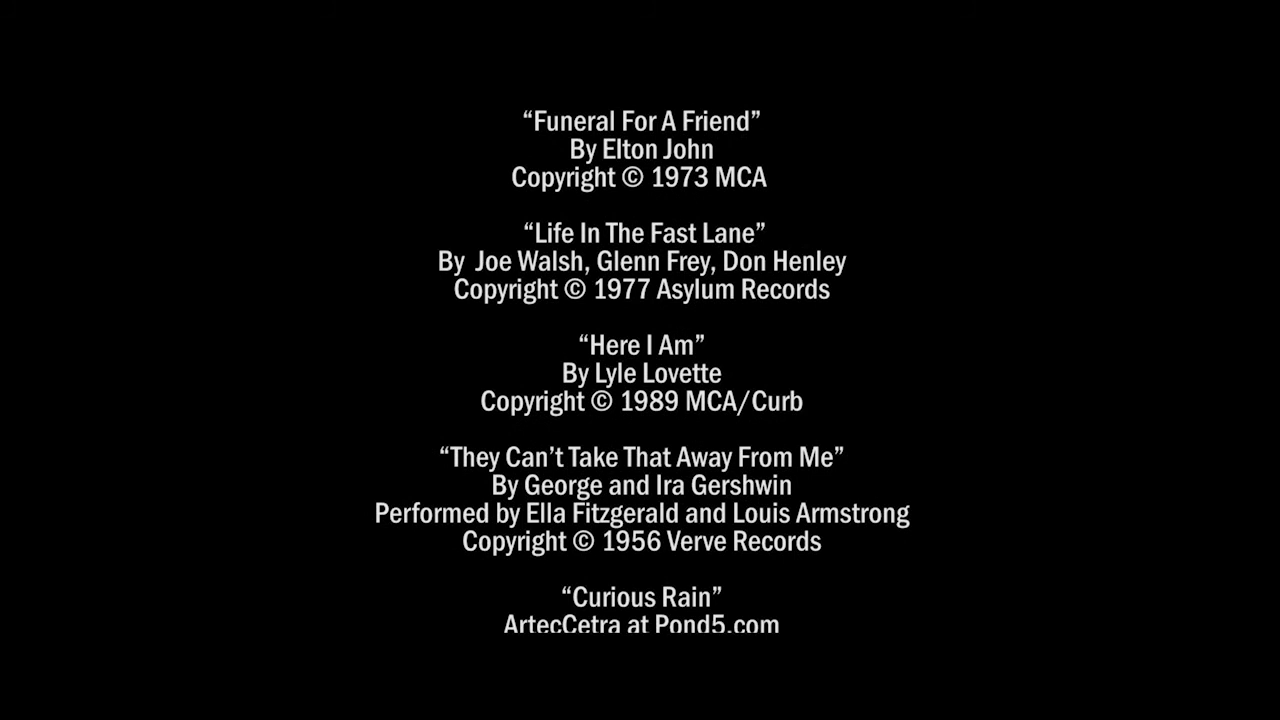 “Funeral For A Friend”
By Elton John
Copyright © 1973 MCA
“Life In The Fast Lane”
By Joe Walsh, Glenn Frey, Don Henley
Copyright © 1977 Asylum Records
“Here I Am”
By Lyle Lovette
Copyright © 1989 MCA/Curb
“They Can’t Take That Away From Me”
By George and Ira Gershwin
Performed by Ella Fitzgerald and Louis Armstrong
Copyright © 1956 Verve Records
“Curious Rain”
ArtecCetra at Pond5.com